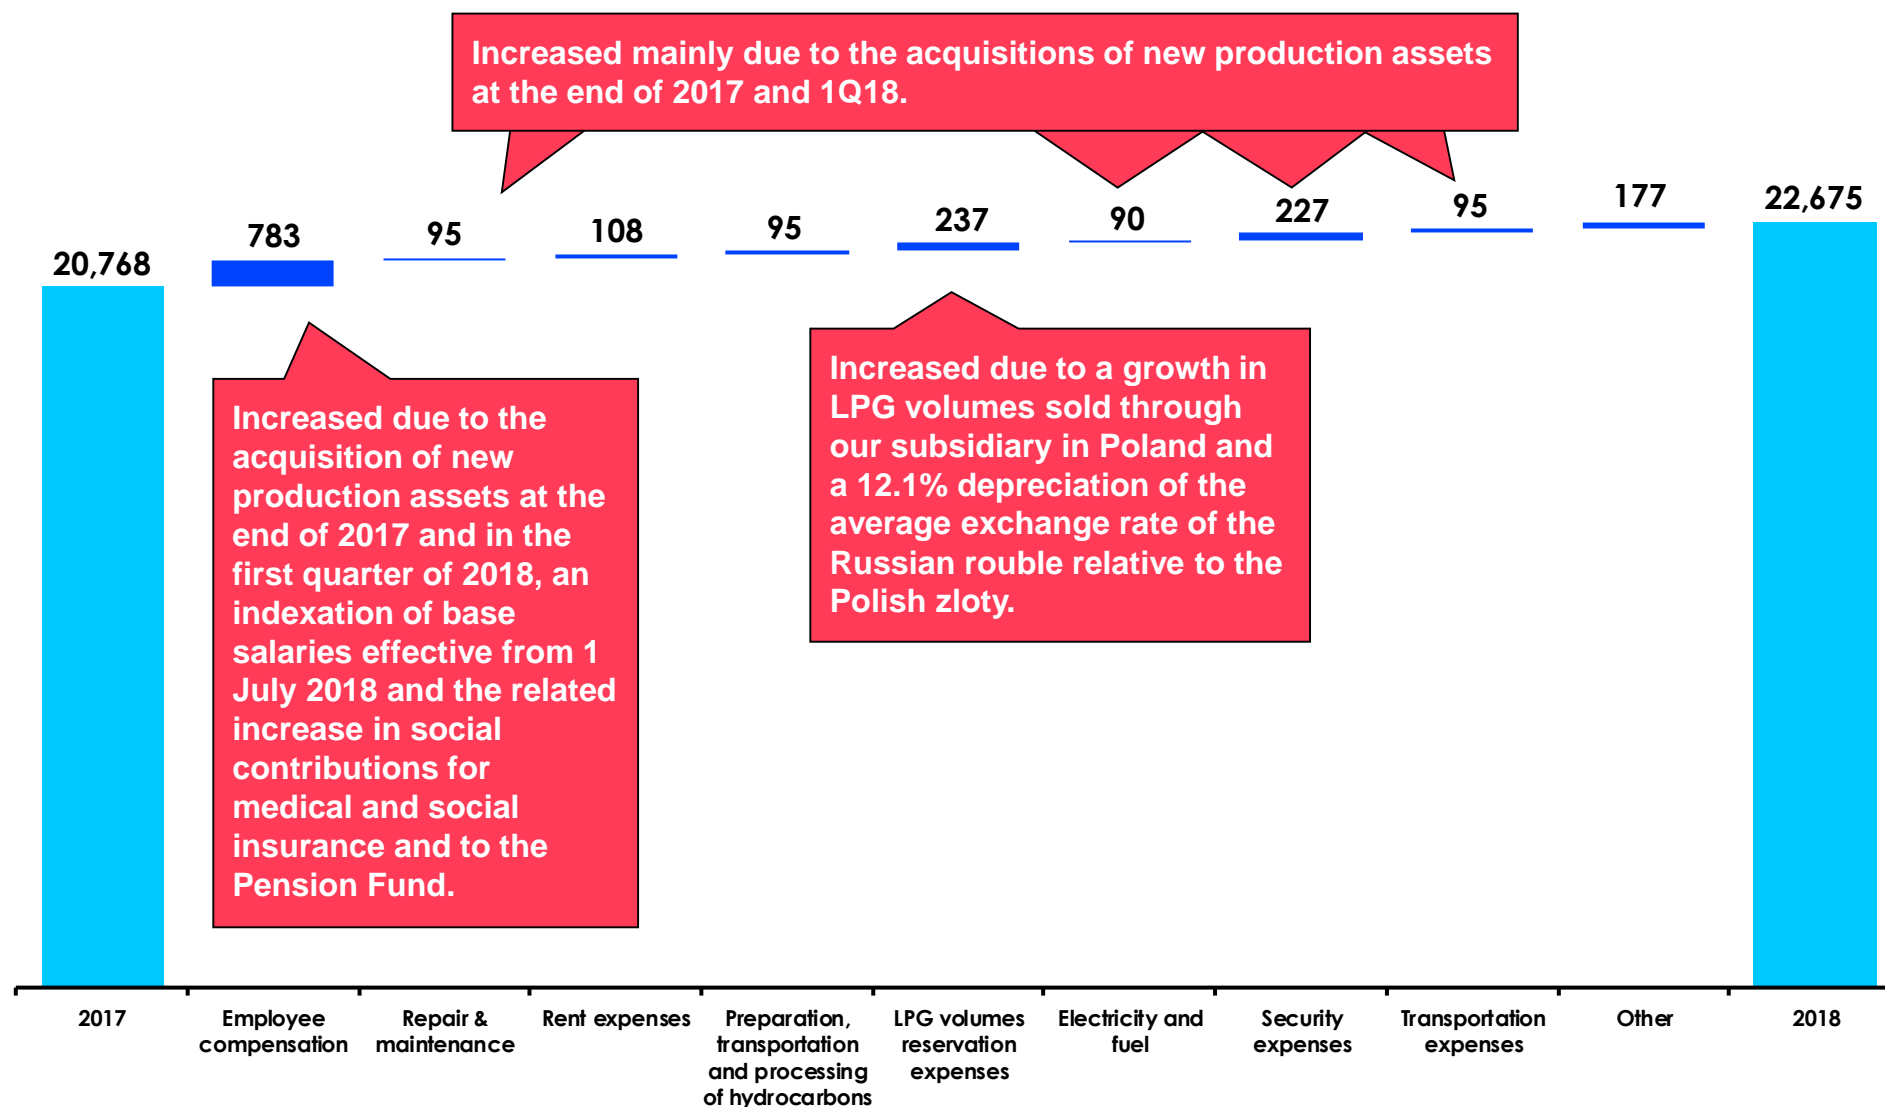 Increased mainly due to the acquisitions of new production assets
at the end of 2017 and 1Q18.
20,768
783
95
108
95
237
90
227
95
177
22,675
Increased due to the
acquisition of new
production assets at the
end of 2017 and in the
first quarter of 2018, an
indexation of base
salaries effective from 1
July 2018 and the related
increase in social
contributions for
medical and social
insurance and to the
Pension Fund.
Increased due to a growth in
LPG volumes sold through
our subsidiary in Poland and
a 12.1% depreciation of the
average exchange rate of the
Russian rouble relative to the
Polish zloty.
2017
Employee
compensation
Repair &
maintenance
Rent expenses
Preparation,
transportation
and processing
of hydrocarbons
LPG volumes
reservation
expenses
Electricity and
fuel
Security
expenses
Transportation
expenses
Other
2018